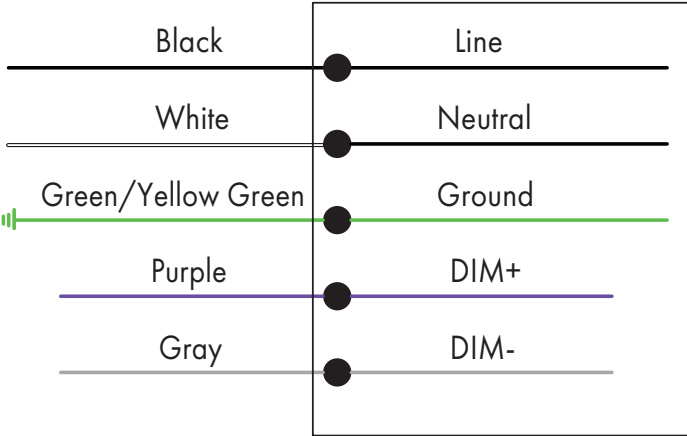 Black Line
White Neutral
Green/Yellow Green Ground
Purple DIM+
Gray DIM-